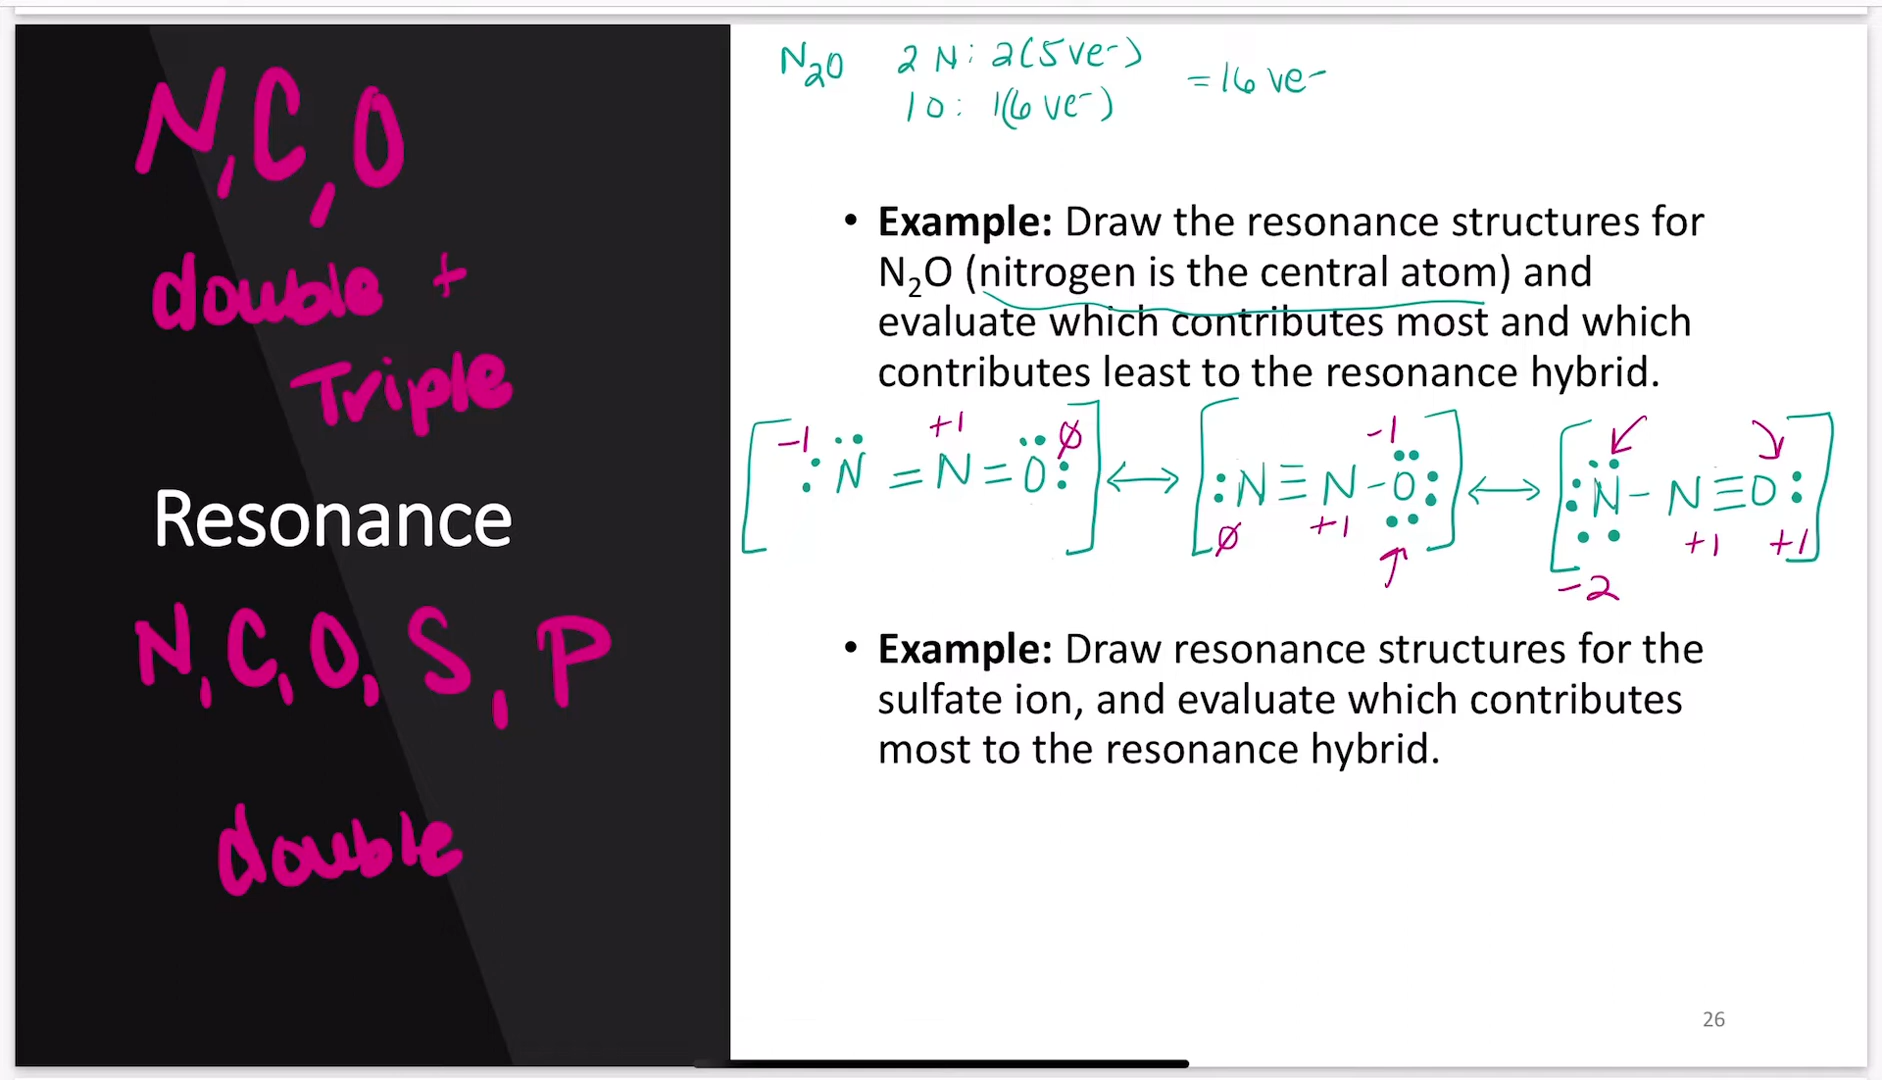 N, C, O
double +
Triple
Resonance
N, C, O, S, P
double
N₂O 2 N: 2(5ve-) = 16 ve-
1 O: 1(6 ve-)
• Example: Draw the resonance structures for
N₂O (nitrogen is the central atom) and
evaluate which contributes most and which
contributes least to the resonance hybrid.
-1 +1 ∅ -1
[:N̈ = N = Ö:] ⟷ [:N ≡ N - O:] ⟷ [:N - N ≡ O:]
∅ +1 +1 +1
-2
• Example: Draw resonance structures for the
sulfate ion, and evaluate which contributes
most to the resonance hybrid.
26